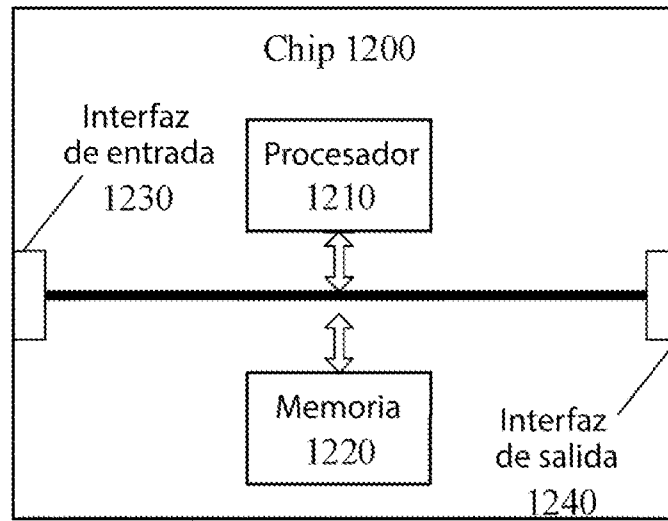 Chip 1200
Interfaz
de entrada
1230
Procesador
1210
Memoria
1220
Interfaz
de salida
1240